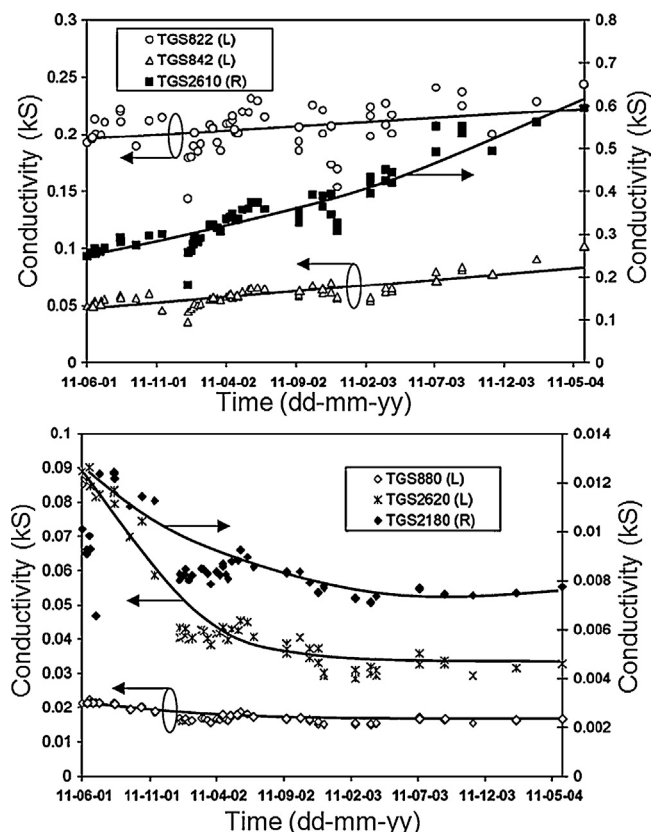 TGS822 (L)
TGS842 (L)
TGS2610 (R)
Conductivity (kS)
0.3
0.25
0.2
0.15
0.1
0.05
0
0.8
0.7
0.6
0.5
0.4
0.3
0.2
0.1
0
Conductivity (kS)
11-06-01 11-11-01 11-04-02 11-09-02 11-02-03 11-07-03 11-12-03 11-05-04
Time (dd-mm-yy)
TGS880 (L)
TGS2620 (L)
TGS2180 (R)
Conductivity (kS)
0.1
0.09
0.08
0.07
0.06
0.05
0.04
0.03
0.02
0.01
0
0.014
0.012
0.010
0.008
0.006
0.004
0.002
0
Conductivity (kS)
11-06-01 11-11-01 11-04-02 11-09-02 11-02-03 11-07-03 11-12-03 11-05-04
Time (dd-mm-yy)